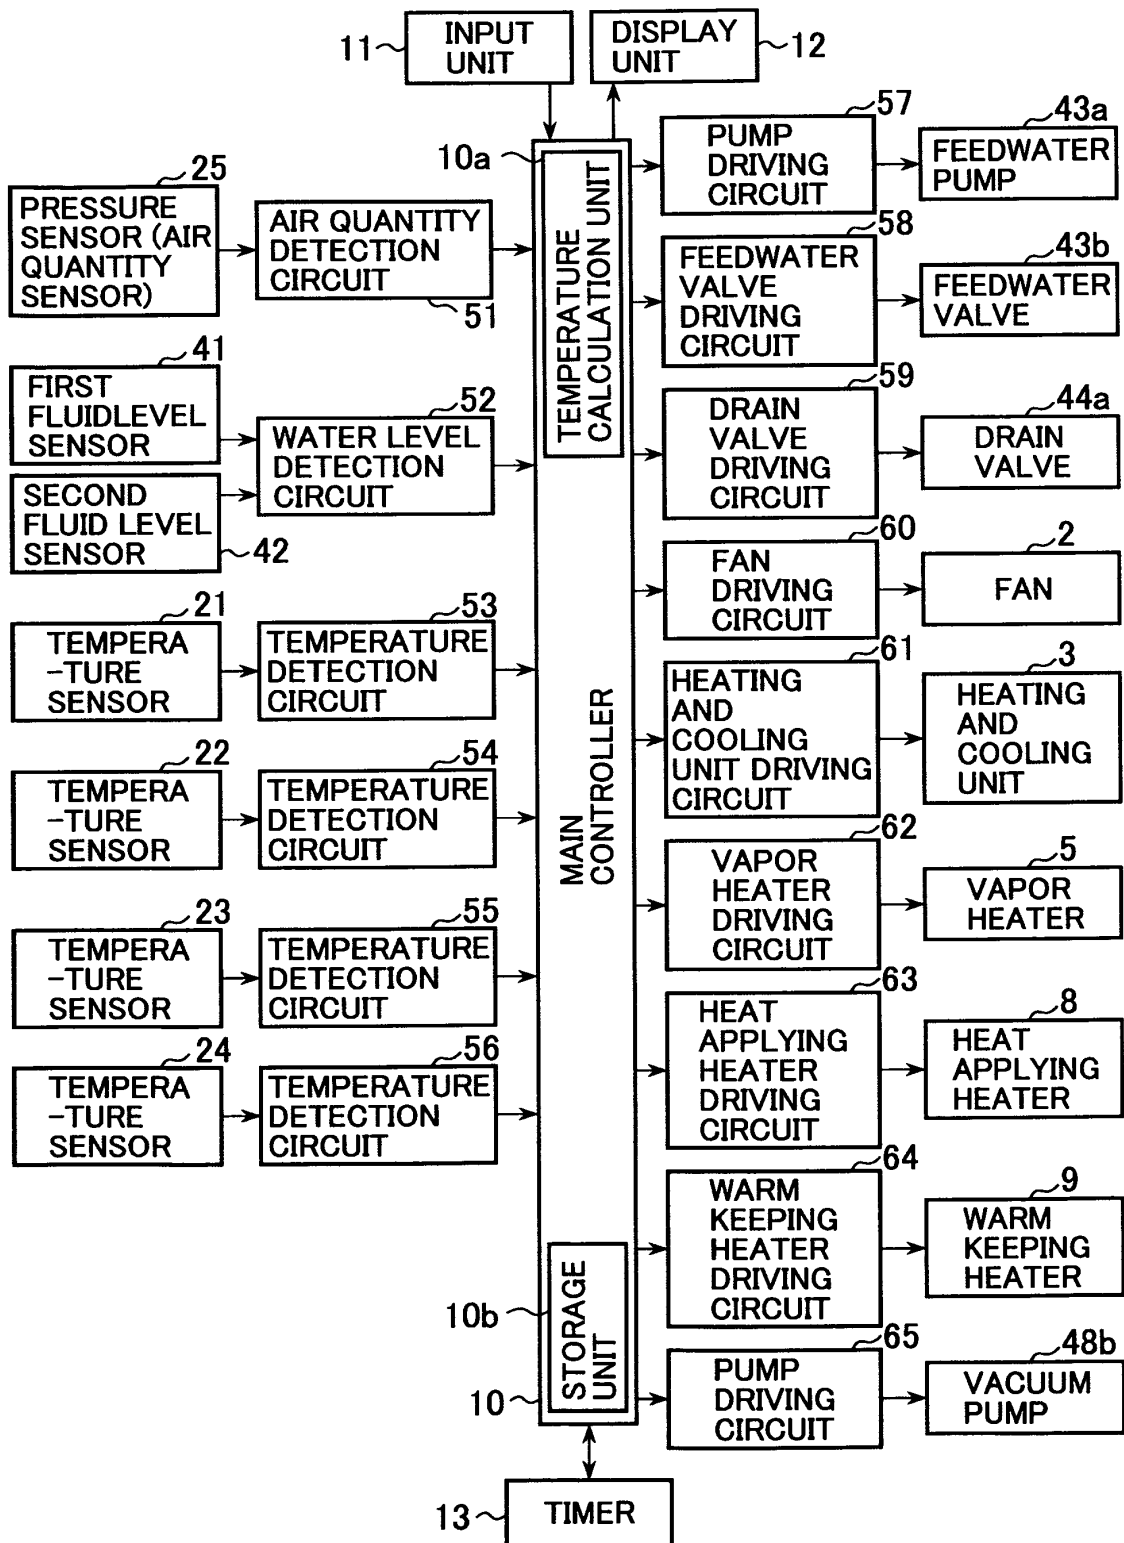 11
INPUT
UNIT
DISPLAY
UNIT
12
10a
TEMPERATURE
CALCULATION UNIT
MAIN
CONTROLLER
10b
STORAGE
UNIT
10
13
TIMER
25
PRESSURE
SENSOR (AIR
QUANTITY
SENSOR)
AIR QUANTITY
DETECTION
CIRCUIT
51
41
FIRST
FLUIDLEVEL
SENSOR
SECOND
FLUID LEVEL
SENSOR
42
52
WATER LEVEL
DETECTION
CIRCUIT
21
TEMPERA
-TURE
SENSOR
53
TEMPERATURE
DETECTION
CIRCUIT
22
TEMPERA
-TURE
SENSOR
54
TEMPERATURE
DETECTION
CIRCUIT
23
TEMPERA
-TURE
SENSOR
55
TEMPERATURE
DETECTION
CIRCUIT
24
TEMPERA
-TURE
SENSOR
56
TEMPERATURE
DETECTION
CIRCUIT
57
PUMP
DRIVING
CIRCUIT
43a
FEEDWATER
PUMP
58
FEEDWATER
VALVE
DRIVING
CIRCUIT
43b
FEEDWATER
VALVE
59
DRAIN
VALVE
DRIVING
CIRCUIT
44a
DRAIN
VALVE
60
FAN
DRIVING
CIRCUIT
2
FAN
61
HEATING
AND
COOLING
UNIT DRIVING
CIRCUIT
3
HEATING
AND
COOLING
UNIT
62
VAPOR
HEATER
DRIVING
CIRCUIT
5
VAPOR
HEATER
63
HEAT
APPLYING
HEATER
DRIVING
CIRCUIT
8
HEAT
APPLYING
HEATER
64
WARM
KEEPING
HEATER
DRIVING
CIRCUIT
9
WARM
KEEPING
HEATER
65
PUMP
DRIVING
CIRCUIT
48b
VACUUM
PUMP